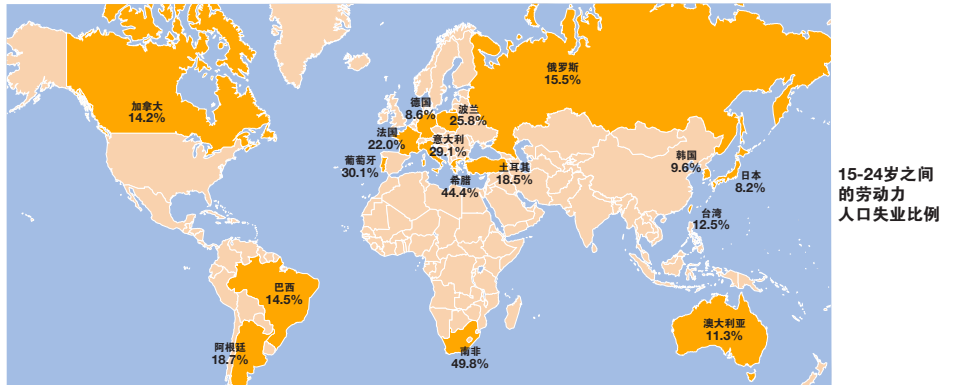 俄罗斯
15.5%
加拿大
14.2%
德国
8.6%
波兰
25.8%
法国
22.0%
意大利
29.1%
葡萄牙
30.1%
希腊
44.4%
土耳其
18.5%
韩国
9.6%
日本
8.2%
台湾
12.5%
15-24岁之间
的劳动力
人口失业比例
巴西
14.5%
阿根廷
18.7%
南非
49.8%
澳大利亚
11.3%